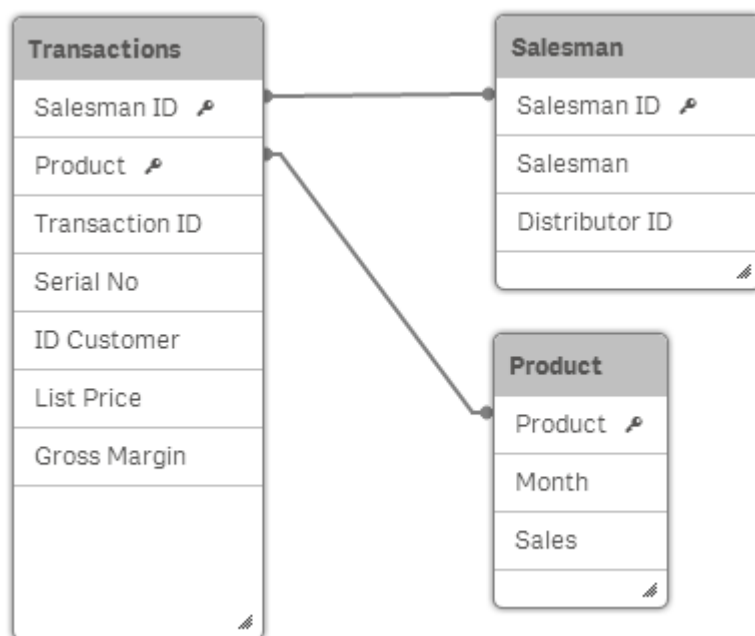 Transactions
Salesman ID
Product
Transaction ID
Serial No
ID Customer
List Price
Gross Margin
Salesman
Salesman ID
Salesman
Distributor ID
Product
Product
Month
Sales